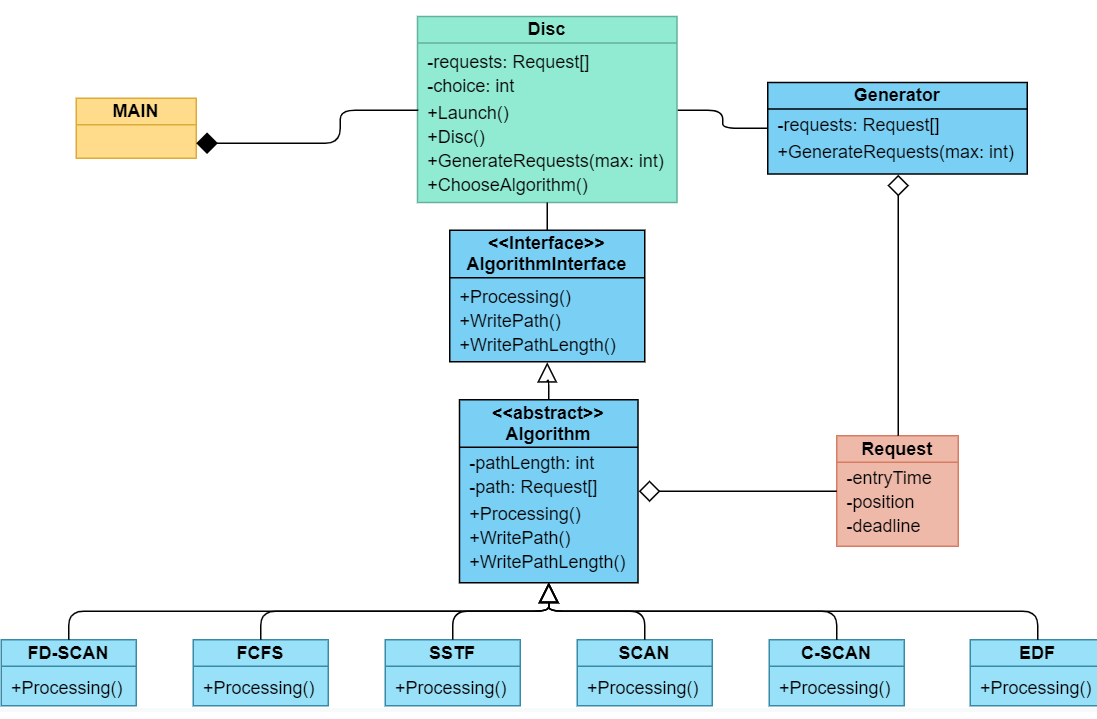 Disc
-requests: Request[]
-choice: int
+Launch()
+Disc()
+GenerateRequests(max: int)
+ChooseAlgorithm()
MAIN
Generator
-requests: Request[]
+GenerateRequests(max: int)
<<Interface>>
AlgorithmInterface
+Processing()
+WritePath()
+WritePathLength()
<<abstract>>
Algorithm
-pathLength: int
-path: Request[]
+Processing()
+WritePath()
+WritePathLength()
Request
-entryTime
-position
-deadline
FD-SCAN
+Processing()
FCFS
+Processing()
SSTF
+Processing()
SCAN
+Processing()
C-SCAN
+Processing()
EDF
+Processing()